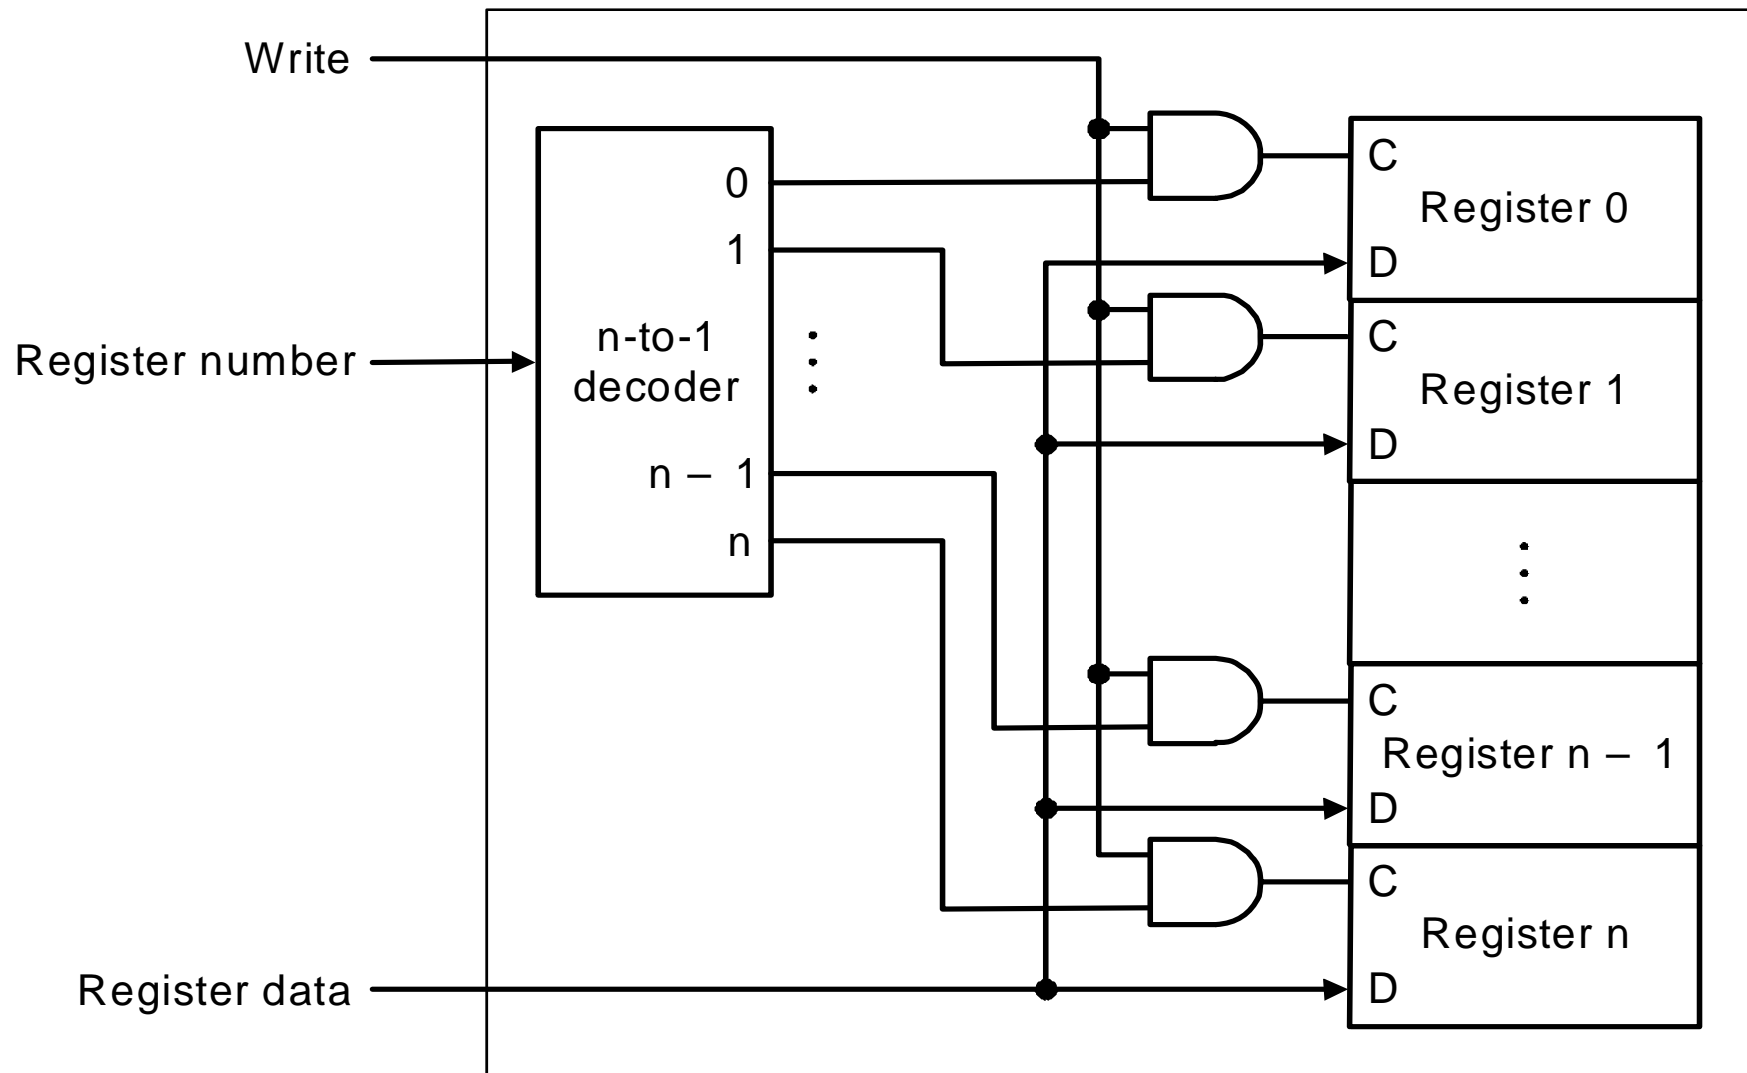 Write
0
1
n-to-1
decoder
n – 1
n
Register number
Register data
C
Register 0
D
C
Register 1
D
C
Register n – 1
D
C
Register n
D